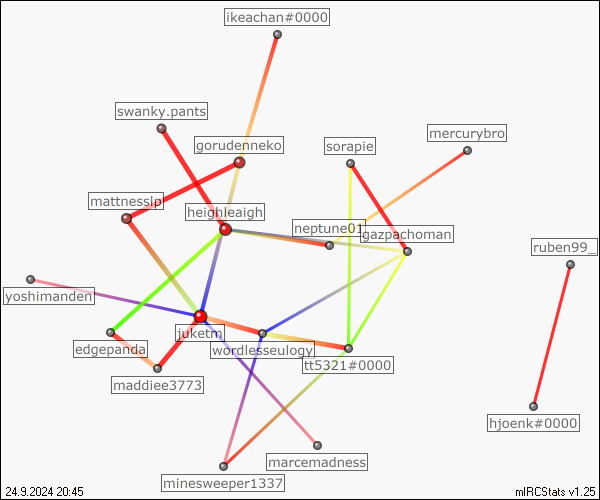 ikeachan#0000
swanky.pants
mercurybro
gorudenneko
sorapie
mattnesslp
heighleaigh
neptune01
gazpachoman
ruben99_
yoshimanden
juketm
edgepanda
wordlesseulogy
tt5321#0000
maddiee3773
hjoenk#0000
marcemadness
minesweeper1337
24.9.2024 20:45
mIRCStats v1.25